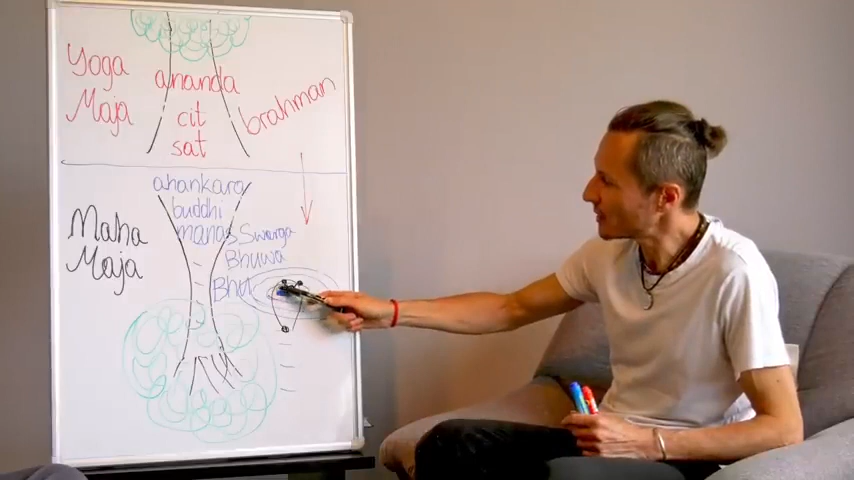 Yoga
Maja
ananda
cit
sat
brahman
ahankara
buddhi
manas
Maha
Maja
Swarga
Bhuwa
Bhu